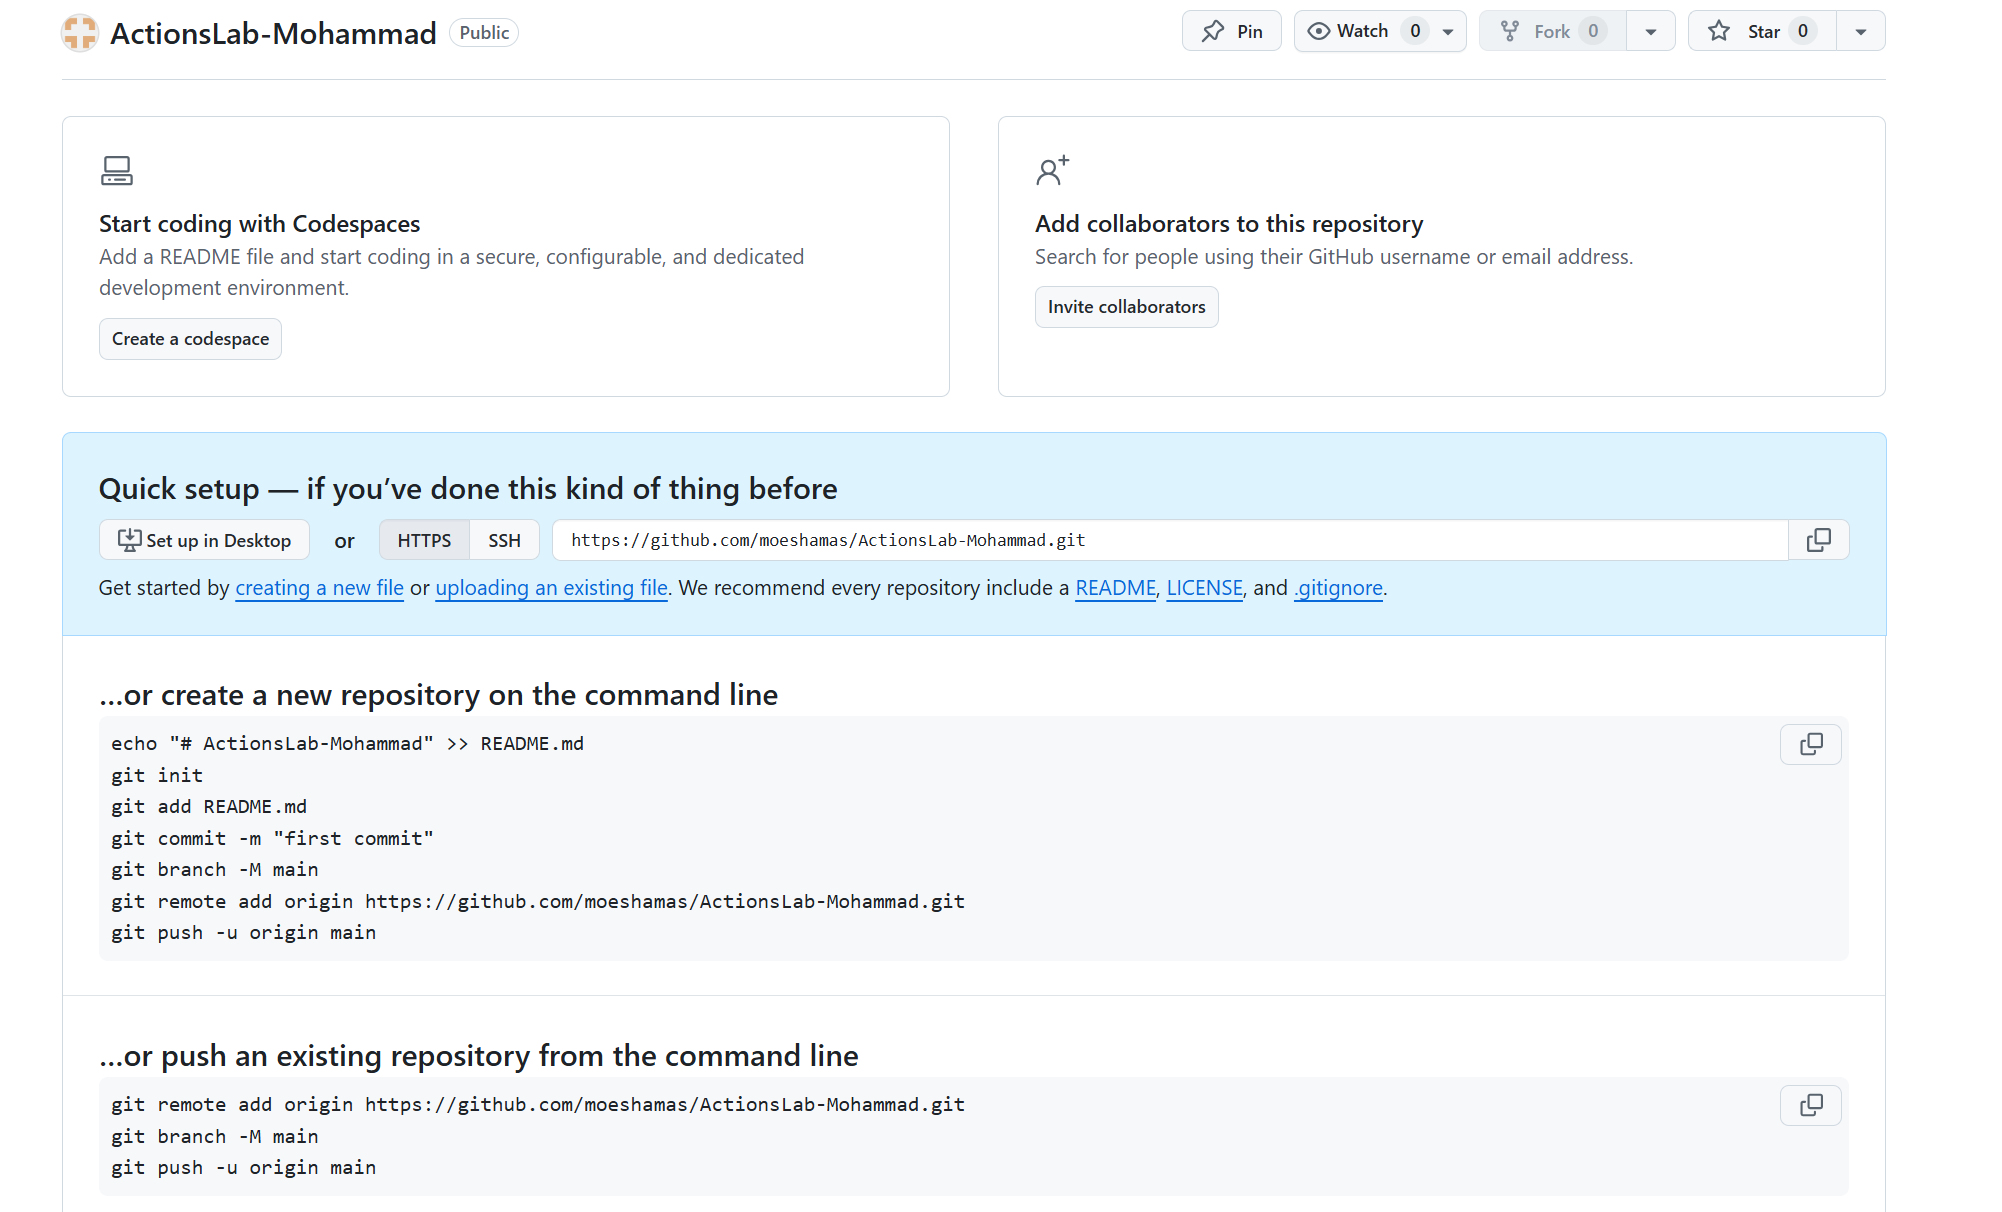 ActionsLab-Mohammad Public Pin Watch 0 Fork 0 Star 0
Start coding with Codespaces
Add a README file and start coding in a secure, configurable, and dedicated
development environment.
Create a codespace
Add collaborators to this repository
Search for people using their GitHub username or email address.
Invite collaborators
Quick setup — if you’ve done this kind of thing before
Set up in Desktop or HTTPS SSH https://github.com/moeshamas/ActionsLab-Mohammad.git
Get started by creating a new file or uploading an existing file. We recommend every repository include a README, LICENSE, and .gitignore.
…or create a new repository on the command line
echo "# ActionsLab-Mohammad" >> README.md
git init
git add README.md
git commit -m "first commit"
git branch -M main
git remote add origin https://github.com/moeshamas/ActionsLab-Mohammad.git
git push -u origin main
…or push an existing repository from the command line
git remote add origin https://github.com/moeshamas/ActionsLab-Mohammad.git
git branch -M main
git push -u origin main